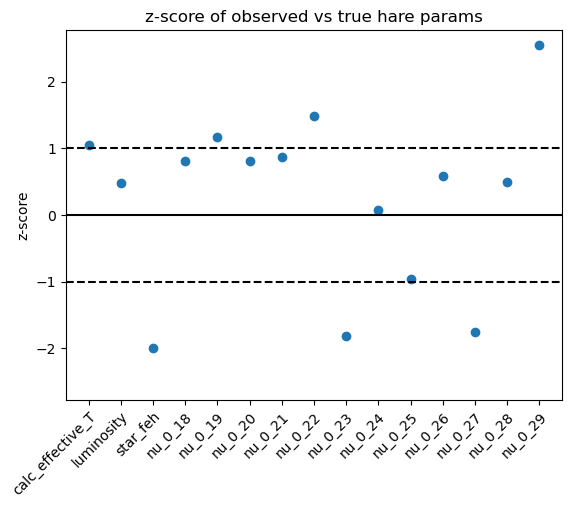 z-score of observed vs true hare params
z-score
2
1
0
−1
−2
calc_effective_T
luminosity
star_feh
nu_0_18
nu_0_19
nu_0_20
nu_0_21
nu_0_22
nu_0_23
nu_0_24
nu_0_25
nu_0_26
nu_0_27
nu_0_28
nu_0_29